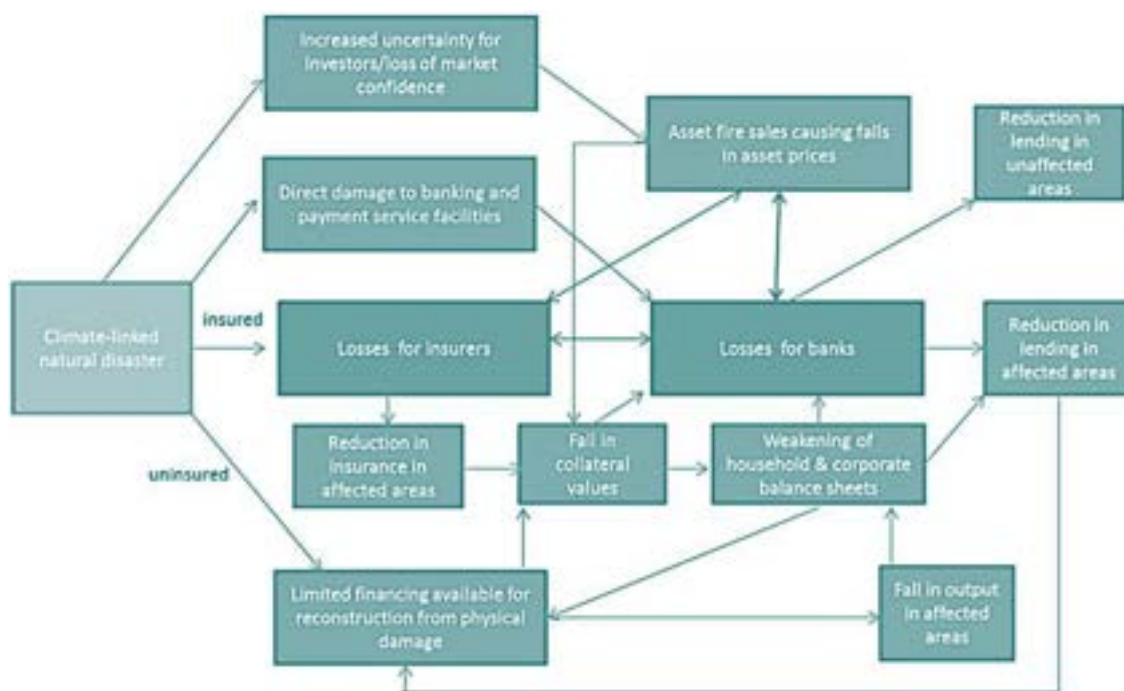 Increased uncertainty for
investors/loss of market
confidence
Asset fire sales causing falls
in asset prices
Reduction in
lending in
unaffected
areas
Direct damage to banking and
payment service facilities
Climate-linked
natural disaster
insured
Losses for insurers
Losses for banks
Reduction in
lending in
affected areas
uninsured
Reduction in
insurance in
affected areas
Fall in
collateral
values
Weakening of
household & corporate
balance sheets
Limited financing available for
reconstruction from physical
damage
Fall in output
in affected
areas